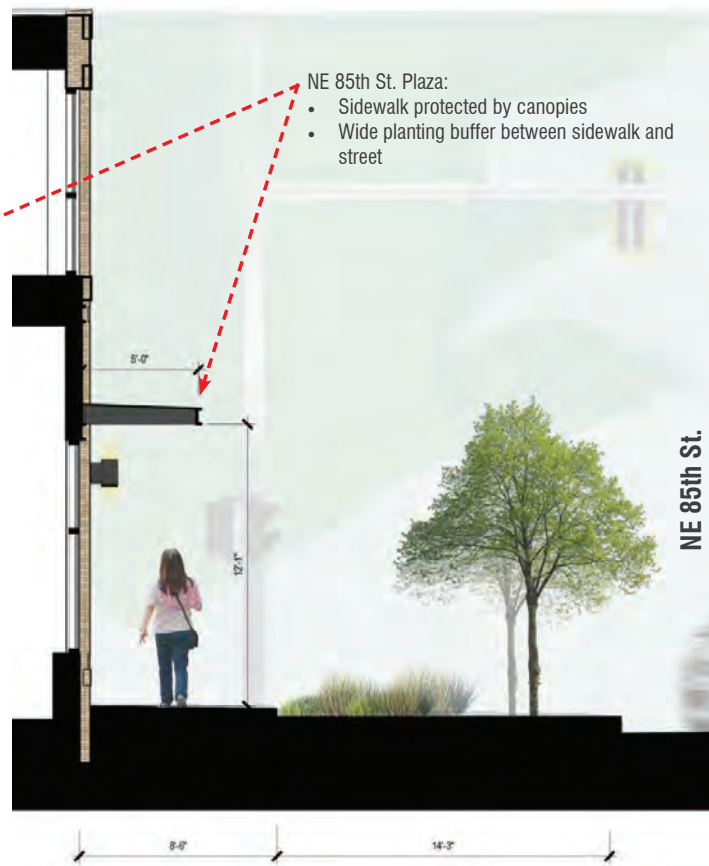 NE 85th St. Plaza:
• Sidewalk protected by canopies
• Wide planting buffer between sidewalk and
street
5'-0"
12'-1"
NE 85th St.
8'-6"
14'-3"